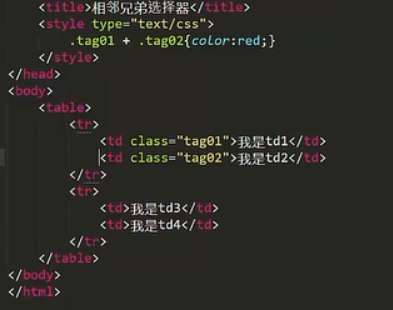 <title>相邻兄弟选择器</title>
<style type="text/css">
.tag01 + .tag02{color:red;}
</style>
</head>
<body>
<table>
<tr>
<td class="tag01">我是td1</td>
<td class="tag02">我是td2</td>
</tr>
<tr>
<td>我是td3</td>
<td>我是td4</td>
</tr>
</table>
</body>
</html>